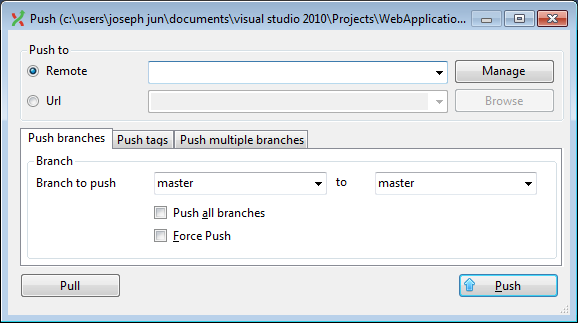 Push (c:\users\joseph jun\documents\visual studio 2010\Projects\WebApplicatio...
Push to
Remote
Manage
Url
Browse
Push branches Push tags Push multiple branches
Branch
Branch to push master to master
Push all branches
Force Push
Pull
Push